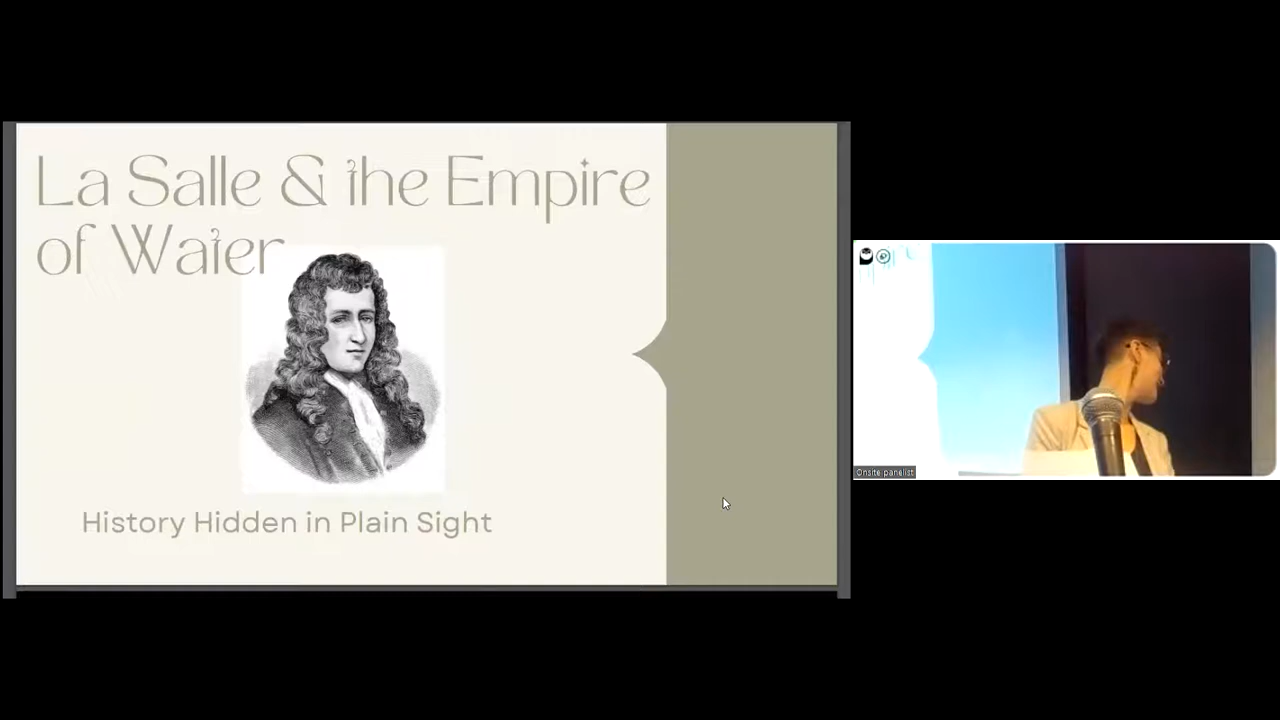 La Salle & the Empire
of Water
History Hidden in Plain Sight
Onsite panelist